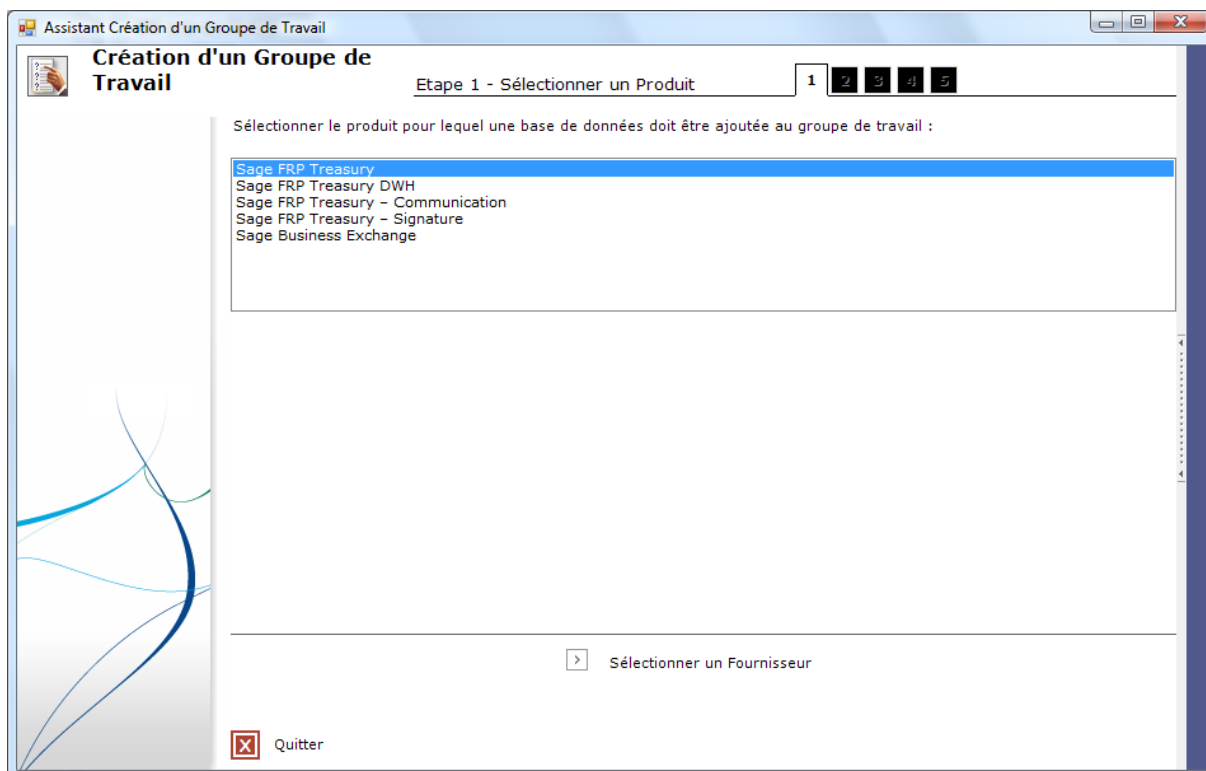 Assistant Création d'un Groupe de Travail
Création d'un Groupe de
Travail
Etape 1 - Sélectionner un Produit
1 2 3 4 5
Sélectionner le produit pour lequel une base de données doit être ajoutée au groupe de travail :
Sage FRP Treasury
Sage FRP Treasury DWH
Sage FRP Treasury – Communication
Sage FRP Treasury – Signature
Sage Business Exchange
Sélectionner un Fournisseur
Quitter